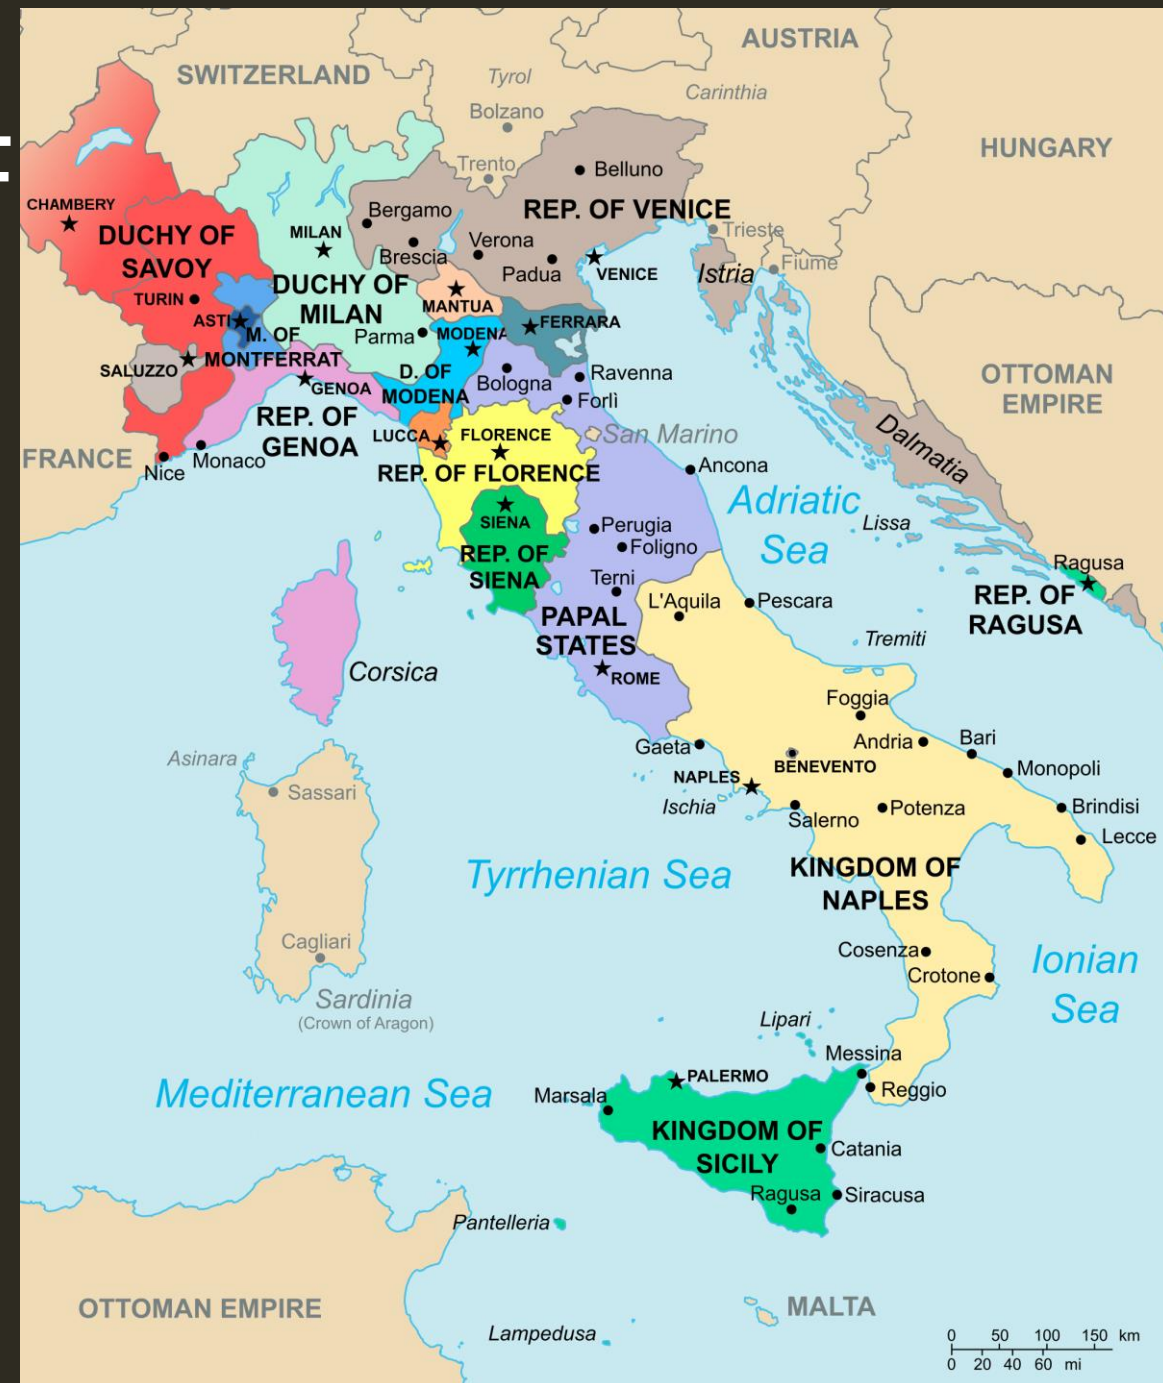 AUSTRIA
SWITZERLAND
Tyrol
Carinthia
Bolzano
HUNGARY
Trento
Belluno
CHAMBERY
Bergamo
REP. OF VENICE
DUCHY OF
SAVOY
MILAN
Trieste
Verona
Brescia
Padua
VENICE
Istria
Fiume
DUCHY OF
MILAN
TURIN
MANTUA
ASTI
M. OF
MONTFERRAT
Parma
MODENA
FERRARA
SALUZZO
GENOA
D. OF
MODENA
Bologna
Ravenna
Forlì
OTTOMAN
EMPIRE
REP. OF
GENOA
LUCCA
FLORENCE
San Marino
Dalmatia
FRANCE
Nice
Monaco
REP. OF FLORENCE
Ancona
Adriatic
Sea
SIENA
Perugia
Foligno
Lissa
REP. OF
SIENA
Terni
Ragusa
L'Aquila
Pescara
REP. OF
RAGUSA
PAPAL
STATES
Tremiti
Corsica
ROME
Foggia
Gaeta
Andria
Bari
Asinara
BENEVENTO
Monopoli
NAPLES
Sassari
Ischia
Salerno
Potenza
Brindisi
Lecce
Tyrrhenian Sea
KINGDOM OF
NAPLES
Cagliari
Cosenza
Crotone
Ionian
Sea
Sardinia
(Crown of Aragon)
Lipari
Messina
PALERMO
Reggio
Mediterranean Sea
Marsala
KINGDOM OF
SICILY
Catania
Ragusa
Siracusa
Pantelleria
OTTOMAN EMPIRE
MALTA
Lampedusa
0 50 100 150 km
0 20 40 60 mi